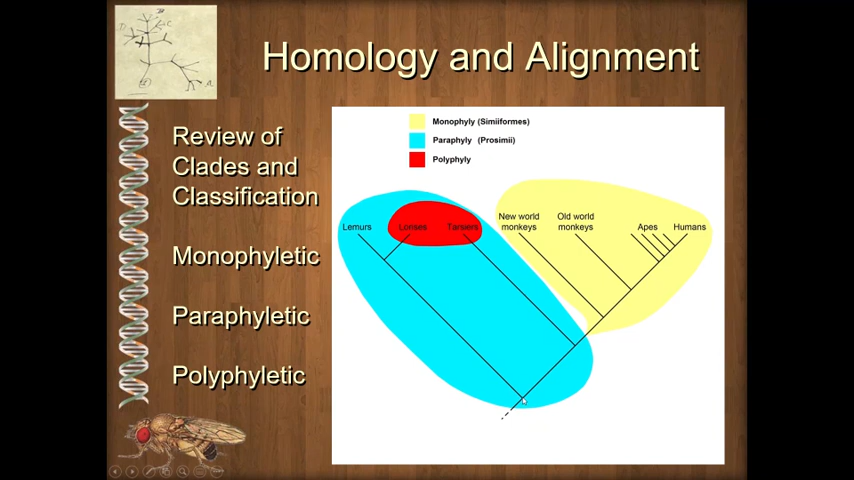 Homology and Alignment
Review of
Clades and
Classification
Monophyletic
Paraphyletic
Polyphyletic
Monophyly (Simiiformes)
Paraphyly (Prosimii)
Polyphyly
Lemurs
Lorises
Tarsiers
New world
monkeys
Old world
monkeys
Apes
Humans